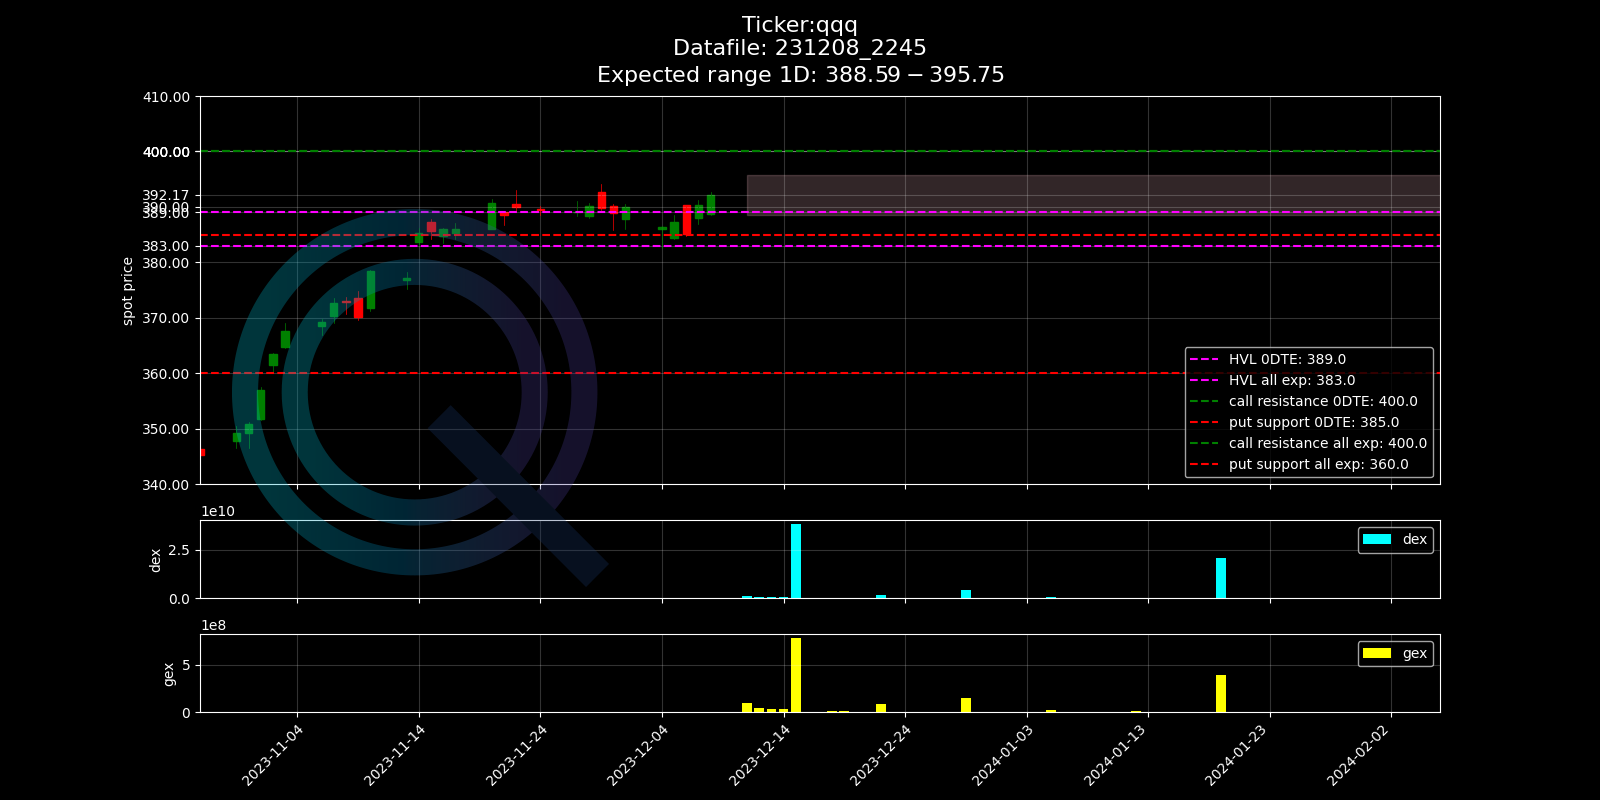 Ticker:qqq
Datafile: 231208_2245
Expected range 1D: 388.59 − 395.75
410.00
400.00
392.17
390.00
389.00
383.00
380.00
370.00
360.00
350.00
340.00
spot price
HVL 0DTE: 389.0
HVL all exp: 383.0
call resistance 0DTE: 400.0
put support 0DTE: 385.0
call resistance all exp: 400.0
put support all exp: 360.0
1e10
2.5
0.0
dex
dex
1e8
5
0
gex
gex
2023-11-04
2023-11-14
2023-11-24
2023-12-04
2023-12-14
2023-12-24
2024-01-03
2024-01-13
2024-01-23
2024-02-02